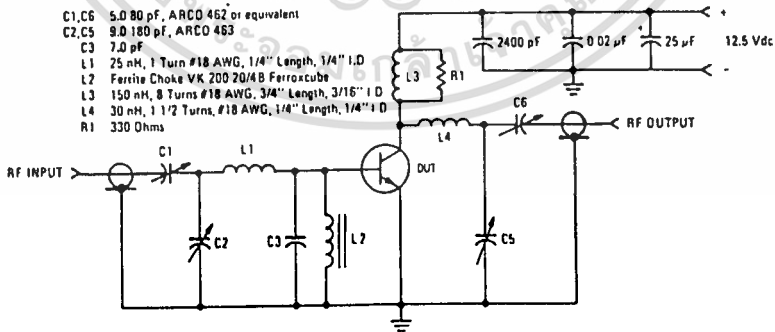 C1,C6 5.0 80 pF, ARCO 462 or equivalent
C2,C5 9.0 180 pF, ARCO 463
C3 7.0 pF
L1 25 nH, 1 Turn #18 AWG, 1/4" Length, 1/4" I.D
L2 Ferrite Choke VK 200 20/4B Ferroxcube
L3 150 nH, 8 Turns #18 AWG, 3/4" Length, 3/16" I D
L4 30 nH, 1 1/2 Turns, #18 AWG, 1/4" Length, 1/4" I D
R1 330 Ohms
2400 pF
0 02 μF
+
25 μF
+
12.5 Vdc
-
L3
R1
C6
RF OUTPUT
L4
C1
L1
RF INPUT
DUT
C2
C3
L2
C5